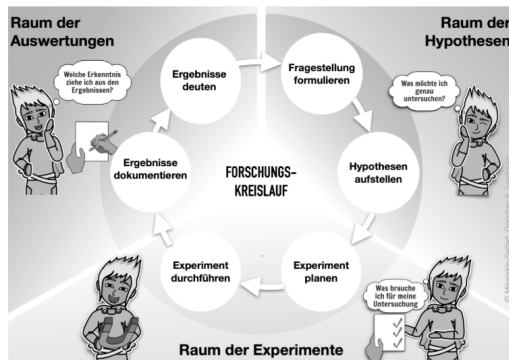 Raum der
Auswertungen
Raum der
Hypothesen
Welche Erkenntnis
ziehe ich aus den
Ergebnissen?
Ergebnisse
deuten
Fragestellung
formulieren
Was möchte ich
genau
untersuchen?
Ergebnisse
dokumentieren
FORSCHUNGS-
KREISLAUF
Hypothesen
aufstellen
Experiment
durchführen
Experiment
planen
Was brauche
ich für meine
Untersuchung
Raum der Experimente